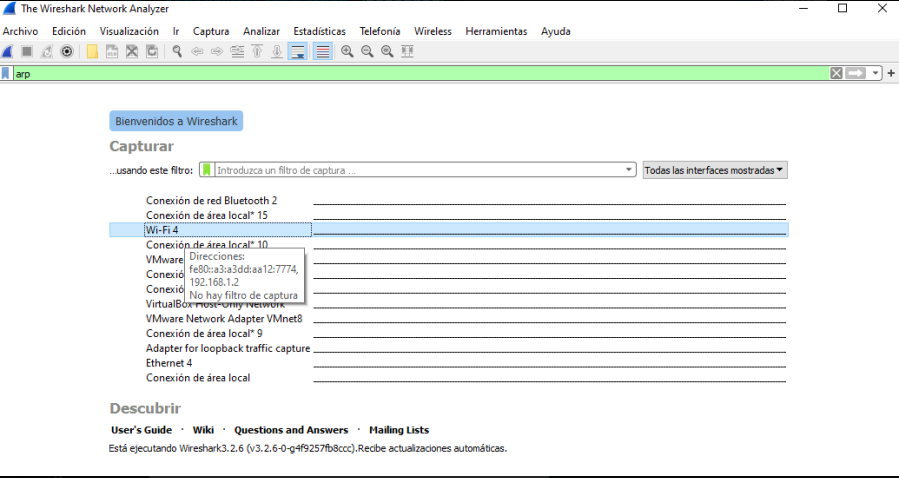 The Wireshark Network Analyzer
Archivo Edición Visualización Ir Captura Analizar Estadísticas Telefonía Wireless Herramientas Ayuda
arp
Bienvenidos a Wireshark
Capturar
...usando este filtro: Introduzca un filtro de captura ... Todas las interfaces mostradas
Conexión de red Bluetooth 2
Conexión de área local* 15
Wi-Fi 4
Conexión de área local* 10
VMware
Direcciones:
Conexió
fe80::a3:a3dd:aa12:7774,
192.168.1.2
Conexió
No hay filtro de captura
VirtualBox Host-Only Network
VMware Network Adapter VMnet8
Conexión de área local* 9
Adapter for loopback traffic capture
Ethernet 4
Conexión de área local
Descubrir
User's Guide · Wiki · Questions and Answers · Mailing Lists
Está ejecutando Wireshark3.2.6 (v3.2.6-0-g4f9257fb8ccc).Recibe actualizaciones automáticas.